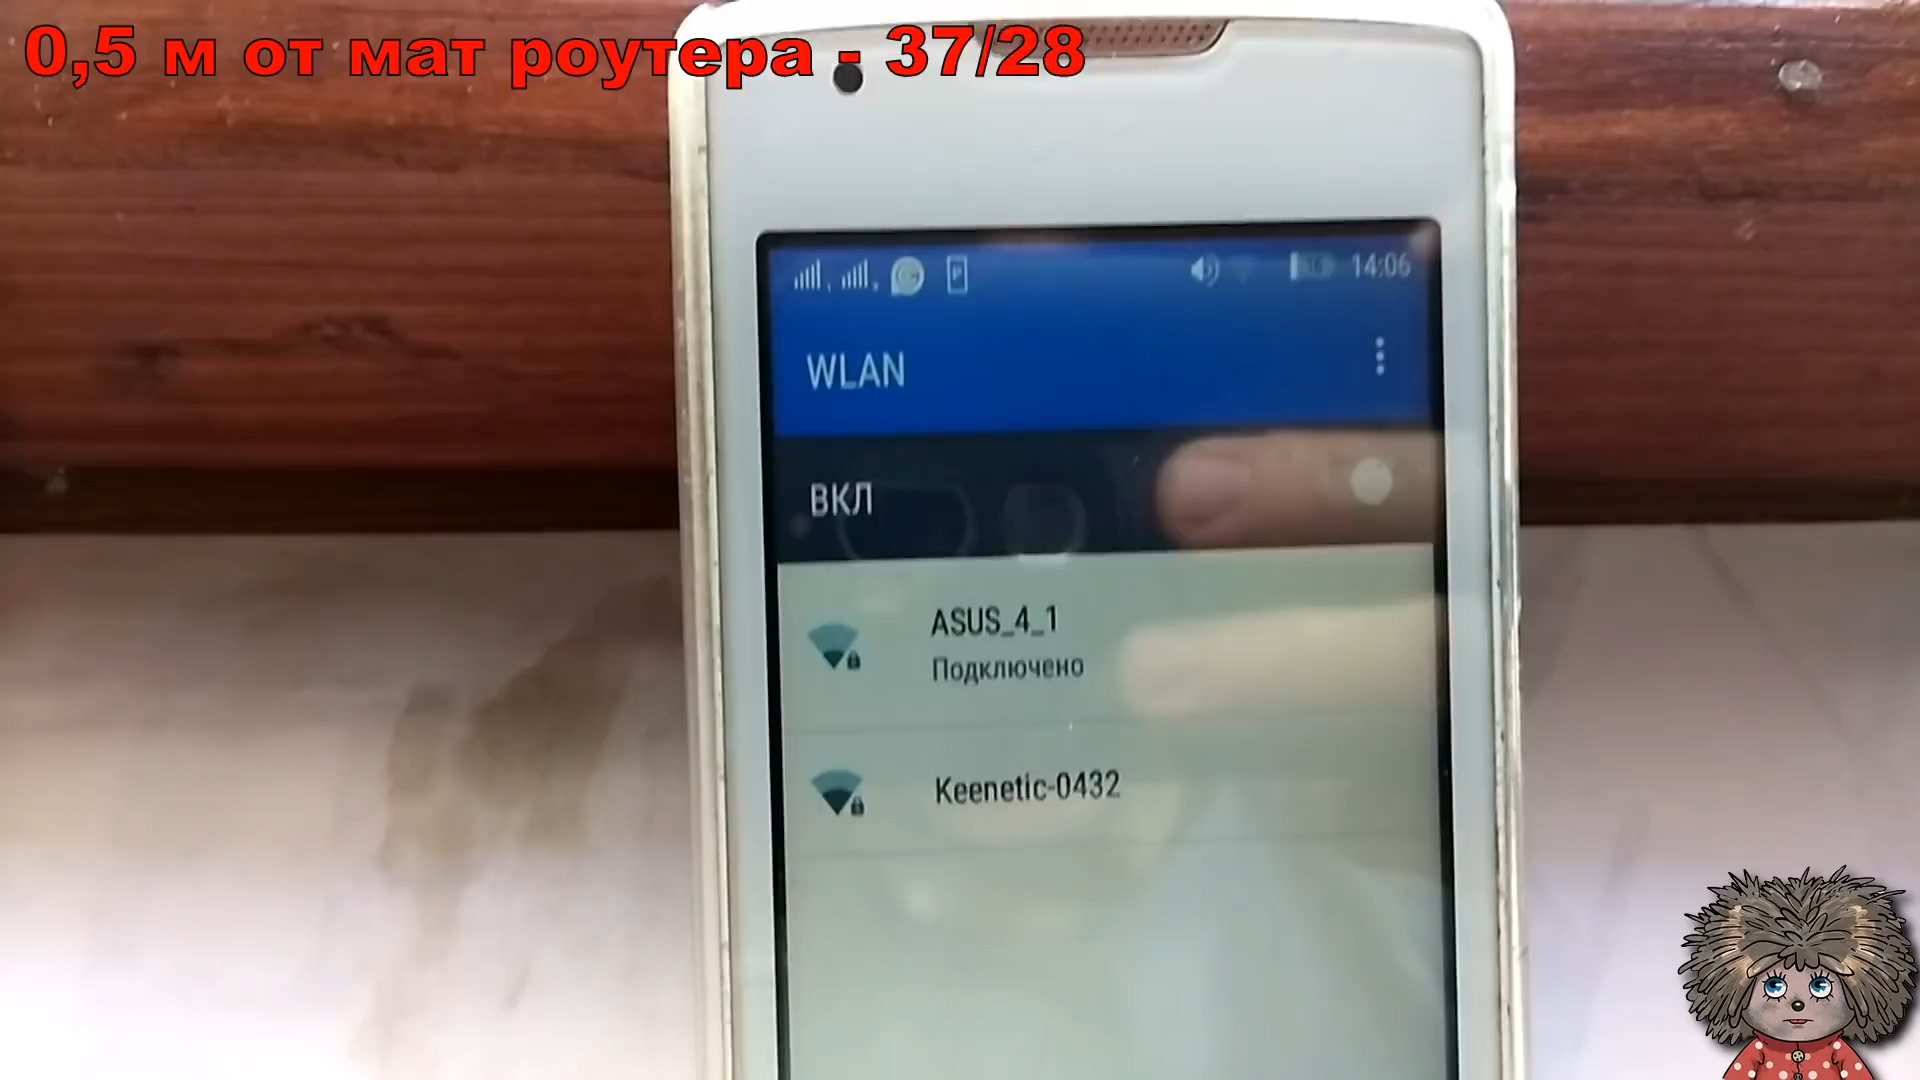 0,5 м от мат роутера - 37/28
14:06
WLAN
ВКЛ
ASUS_4_1
Подключено
Keenetic-0432